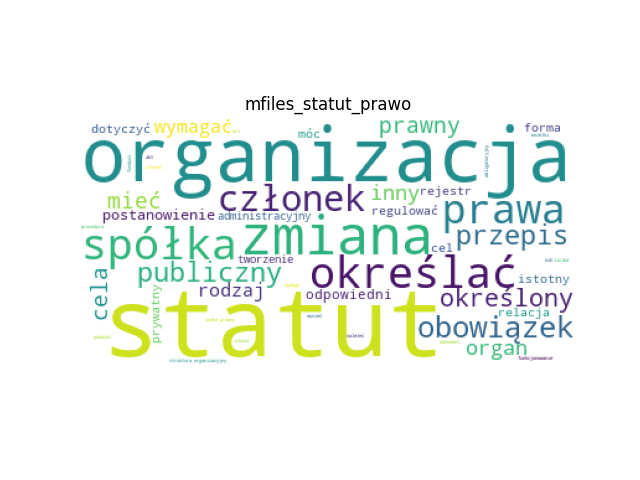 mfiles_statut_prawo
dotyczyć wymagać móc prawny forma
organizacja
mieć członek inny rejestr
postanowienie administracyjny regulować prawa
spółka zmiana przepis
tworzenie cel
publiczny określać istotny
cela rodzaj odpowiedni określony
prywatny statut relacja
obowiązek
organ
struktura organizacyjny funkcjonowanie